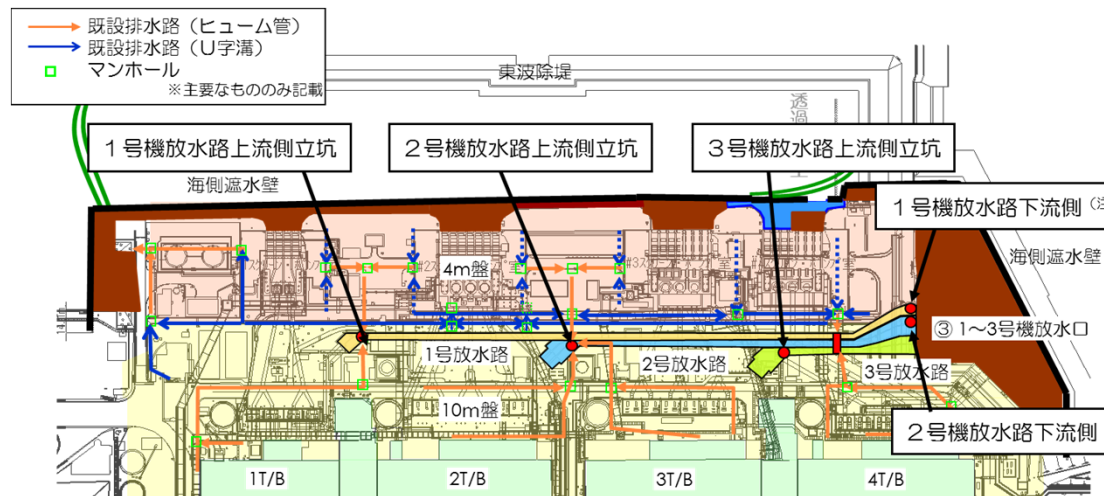 既設排水路（ヒューム管）
既設排水路（U字溝）
マンホール
※主要なもののみ記載
東波除堤
１号機放水路上流側立坑
２号機放水路上流側立坑
３号機放水路上流側立坑
海側遮水壁
１号機放水路下流側（注
海側遮水壁
4m盤
③ 1〜3号機放水口
1号放水路
2号放水路
3号放水路
10m盤
２号機放水路下流側
1T/B
2T/B
3T/B
4T/B